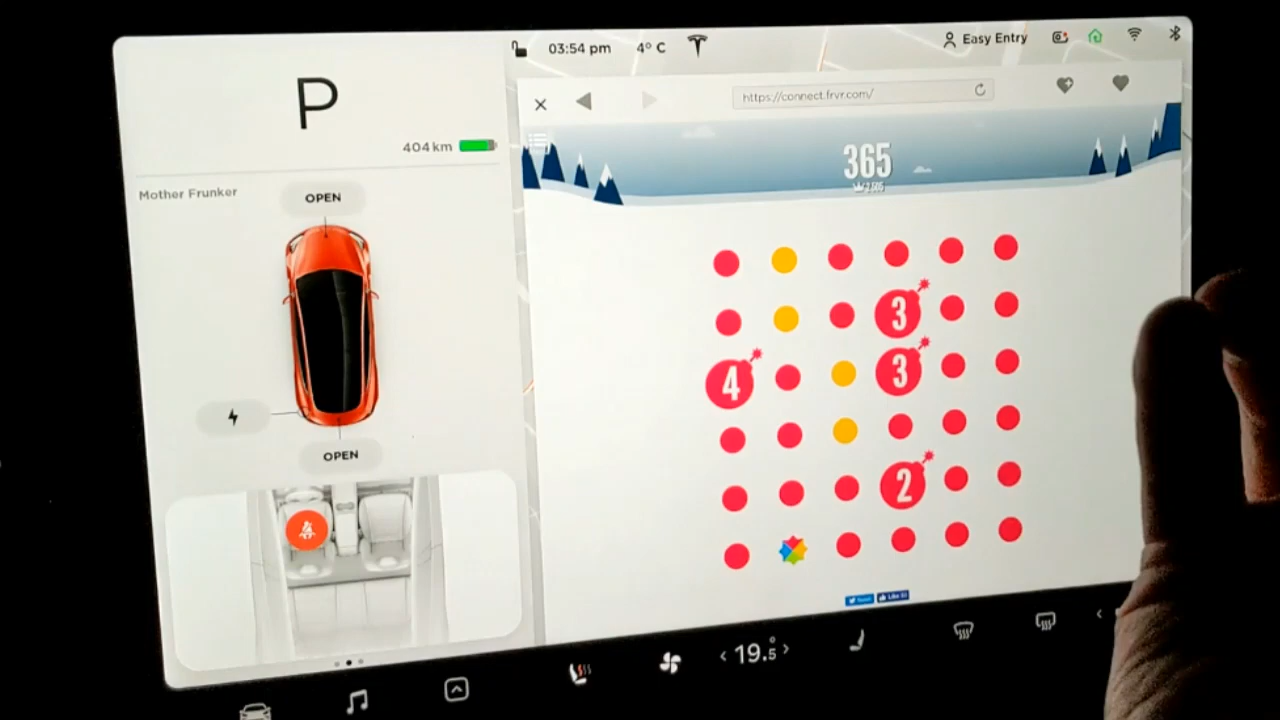 P
404 km
Mother Frunker
OPEN
OPEN
03:54 pm
4° C
Easy Entry
https://connect.frvr.com/
365
3
4
3
2
< 19.5° >
<